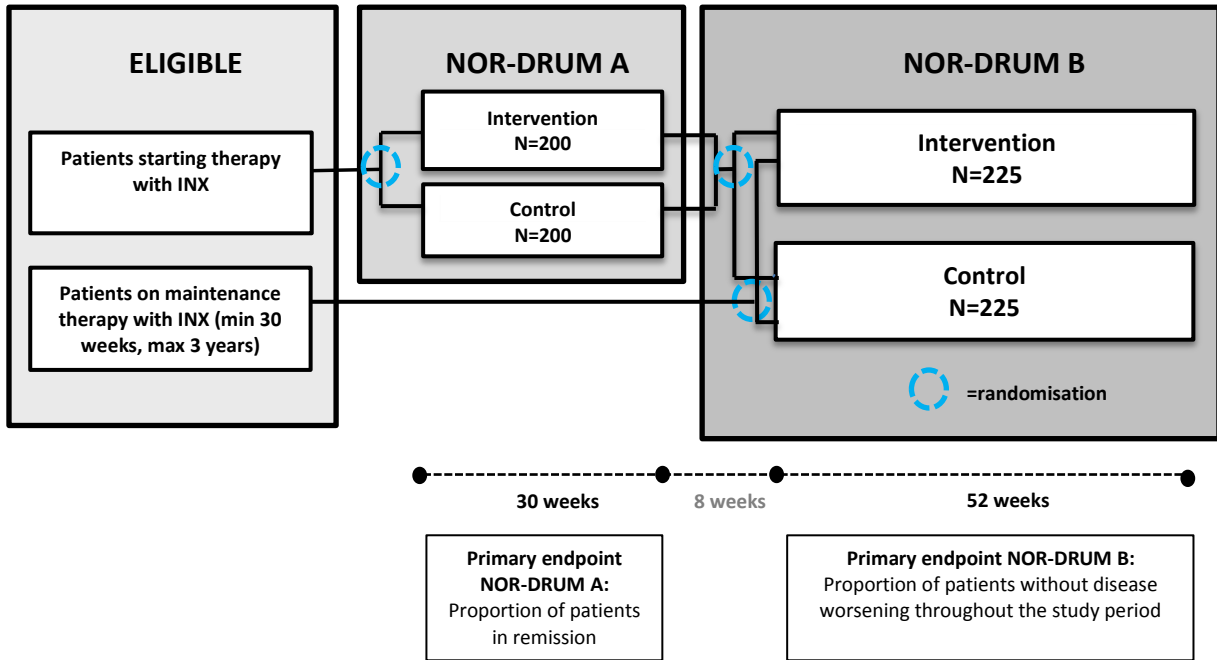 ELIGIBLE
Patients starting therapy
with INX
Patients on maintenance
therapy with INX (min 30
weeks, max 3 years)
NOR-DRUM A
Intervention
N=200
Control
N=200
NOR-DRUM B
Intervention
N=225
Control
N=225
=randomisation
30 weeks
8 weeks
52 weeks
Primary endpoint
NOR-DRUM A:
Proportion of patients
in remission
Primary endpoint NOR-DRUM B:
Proportion of patients without disease
worsening throughout the study period